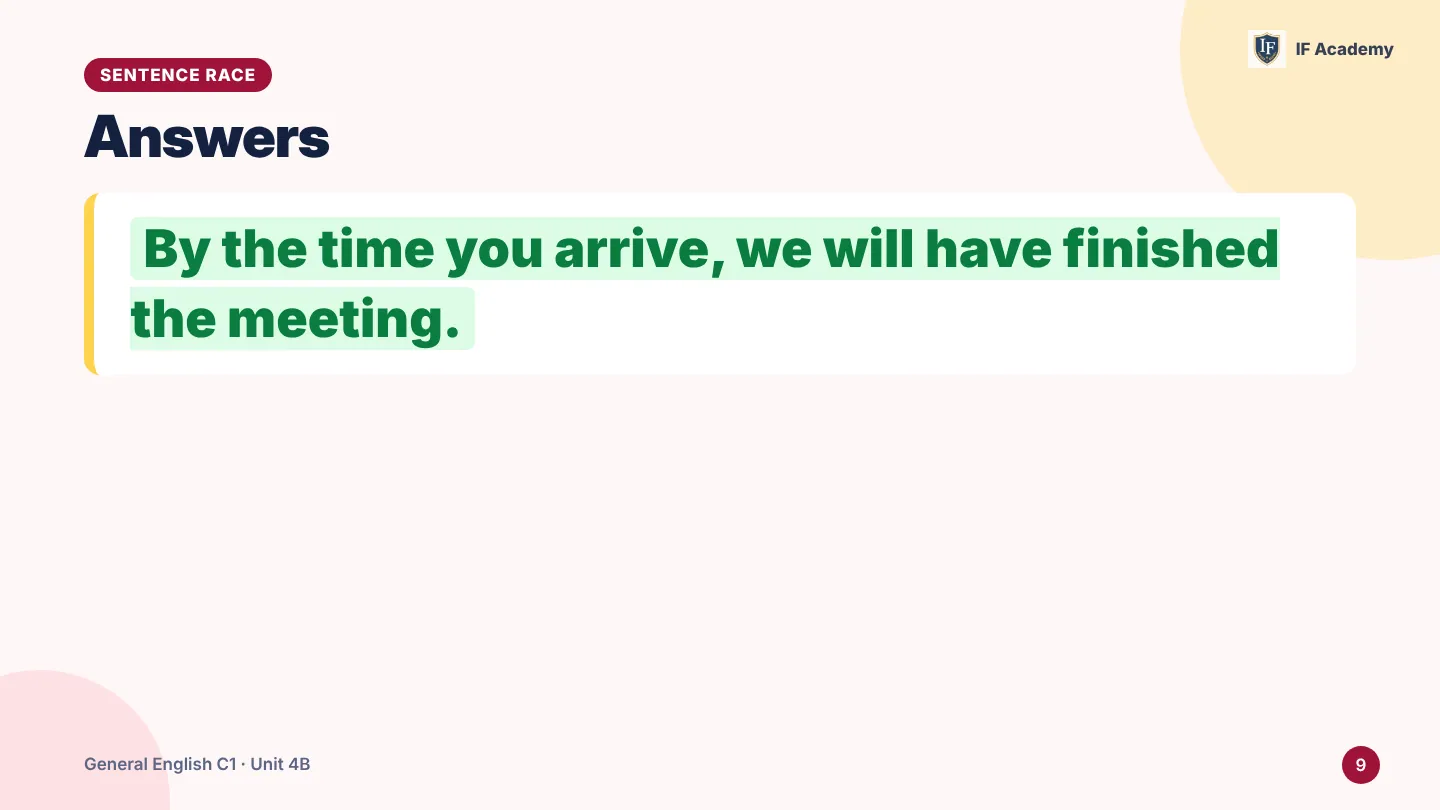 IF
IF Academy
SENTENCE RACE
Answers
By the time you arrive, we will have finished
the meeting.
General English C1 · Unit 4B
9